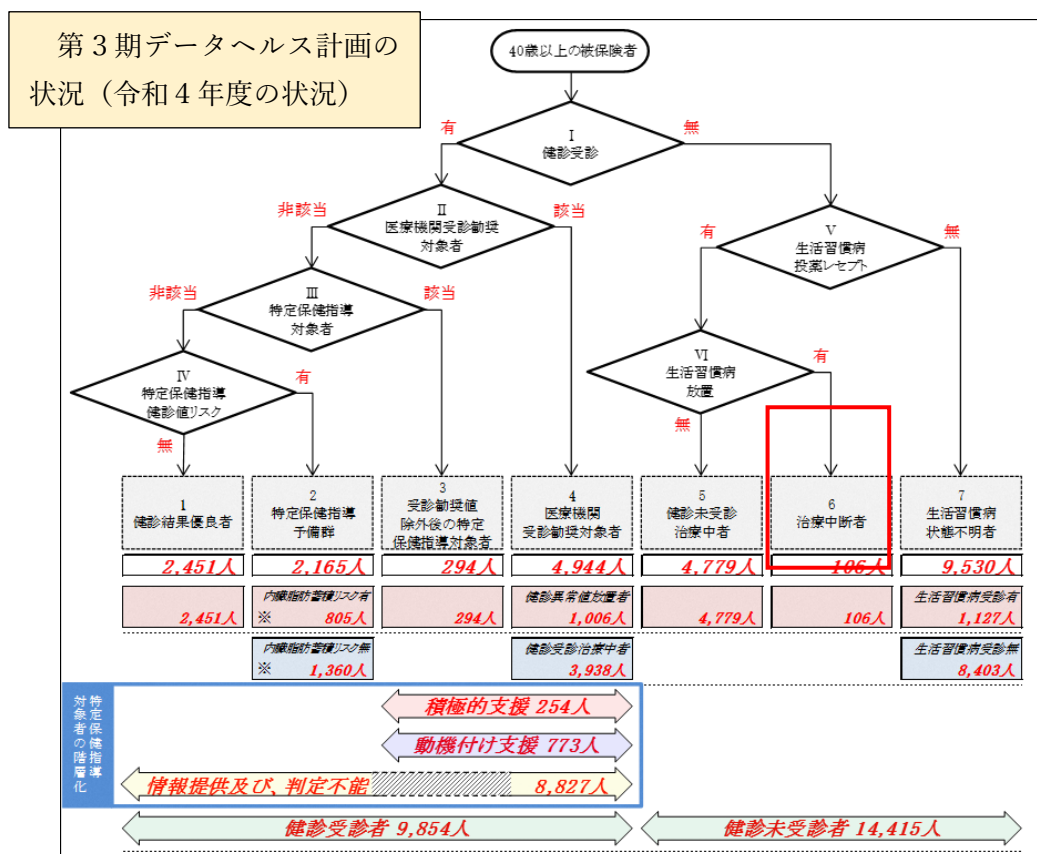 第３期データヘルス計画の
状況（令和４年度の状況）
40歳以上の被保険者
Ⅰ
健診受診
有
無
Ⅱ
医療機関受診勧奨
対象者
非該当
該当
Ⅴ
生活習慣病
投薬レセプト
有
無
Ⅲ
特定保健指導
対象者
非該当
該当
Ⅵ
生活習慣病
放置
有
無
Ⅳ
特定保健指導
健診値リスク
有
無
1
健診結果優良者
2
特定保健指導
予備群
3
受診勧奨値
除外後の特定
保健指導対象者
4
医療機関
受診勧奨対象者
5
健診未受診
治療中者
6
治療中断者
7
生活習慣病
状態不明者
2,451人
2,165人
294人
4,944人
4,779人
106人
9,530人
2,451人
内臓脂肪蓄積リスク有
※ 805人
294人
健診異常値放置者
1,006人
4,779人
106人
生活習慣病受診有
1,127人
内臓脂肪蓄積リスク無
※ 1,360人
健診受診治療中者
3,938人
生活習慣病受診無
8,403人
特定保健指導
対象者の階層化
積極的支援 254人
動機付け支援 773人
情報提供及び、判定不能 8,827人
健診受診者 9,854人
健診未受診者 14,415人